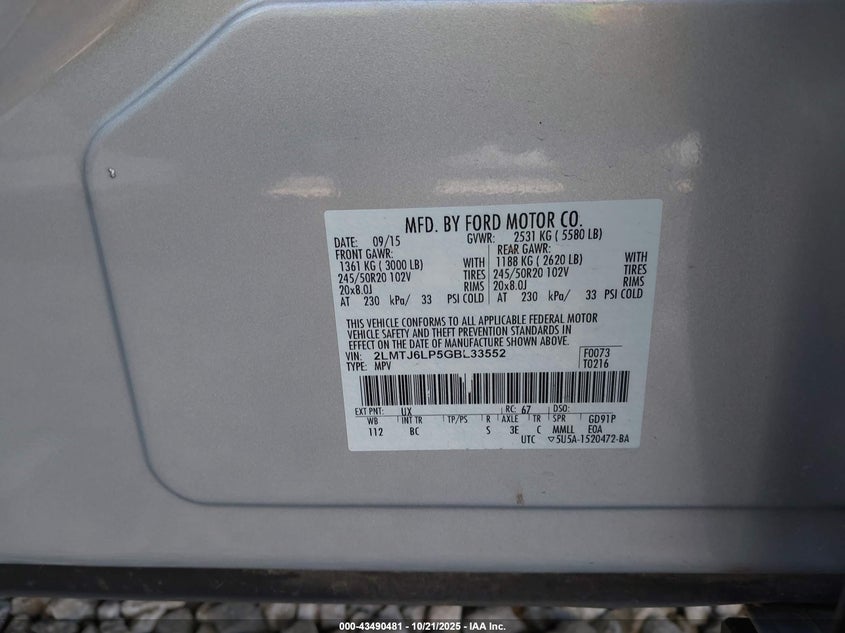 MFD. BY FORD MOTOR CO.
DATE: 09/15 GVWR: 2531 KG ( 5580 LB)
FRONT GAWR: REAR GAWR:
1361 KG ( 3000 LB) WITH 1188 KG ( 2620 LB) WITH
245/50R20 102V TIRES 245/50R20 102V TIRES
20x8.0J RIMS 20x8.0J RIMS
AT 230 kPa/ 33 PSI COLD AT 230 kPa/ 33 PSI COLD
THIS VEHICLE CONFORMS TO ALL APPLICABLE FEDERAL MOTOR
VEHICLE SAFETY AND THEFT PREVENTION STANDARDS IN
EFFECT ON THE DATE OF MANUFACTURE SHOWN ABOVE.
VIN: 2LMTJ6LP5GBL33552 F0073
TYPE: MPV T0216
EXT PNT: UX RC: 67 DSO:
WB INT TR TP/PS R AXLE TR SPR GD91P
112 BC S 3E C MMLL EOA
UTC ▽5U5A-1520472-BA
000-43490481 - 10/21/2025 - IAA Inc.